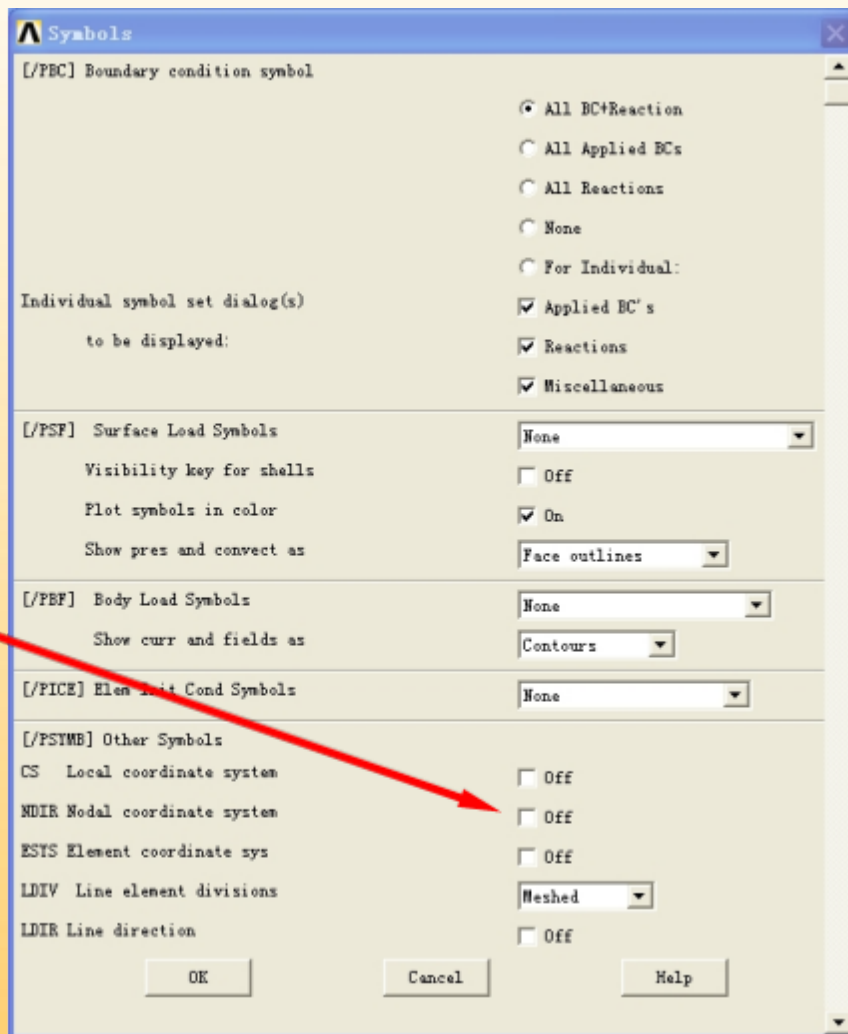 Symbols
[/PBC] Boundary condition symbol
All BC+Reaction
All Applied BCs
All Reactions
None
For Individual:
Individual symbol set dialog(s)
Applied BC's
to be displayed:
Reactions
Miscellaneous
[/PSF] Surface Load Symbols
None
Visibility key for shells
Off
Plot symbols in color
On
Show pres and convect as
Face outlines
[/PBF] Body Load Symbols
None
Show curr and fields as
Contours
[/PICE] Elem Init Cond Symbols
None
[/PSYMB] Other Symbols
CS Local coordinate system
Off
NDIR Nodal coordinate system
Off
ESYS Element coordinate sys
Off
LDIV Line element divisions
Meshed
LDIR Line direction
Off
OK
Cancel
Help